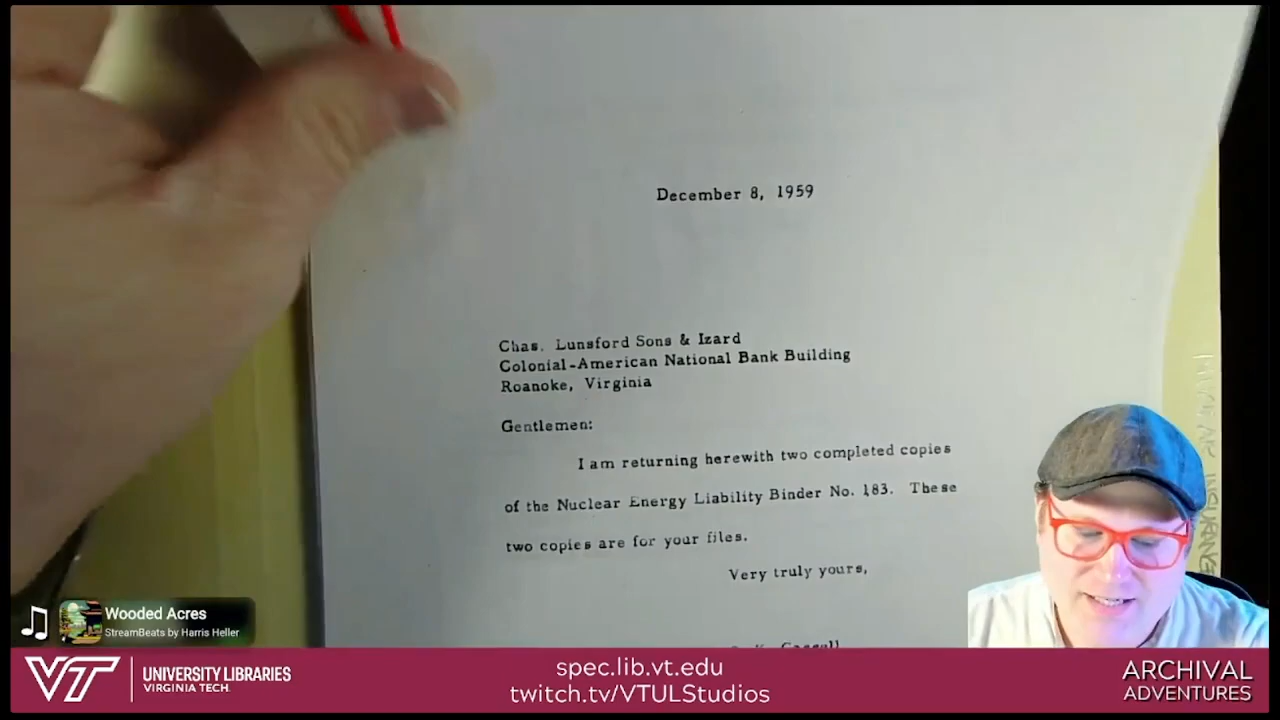 December 8, 1959
Chas. Lunsford Sons & Izard
Colonial-American National Bank Building
Roanoke, Virginia
Gentlemen:
I am returning herewith two completed copies
of the Nuclear Energy Liability Binder No. 183. These
two copies are for your files.
Very truly yours,
Wooded Acres
StreamBeats by Harris Heller
VT
UNIVERSITY LIBRARIES
VIRGINIA TECH.
spec.lib.vt.edu
twitch.tv/VTULStudios
ARCHIVAL
ADVENTURES